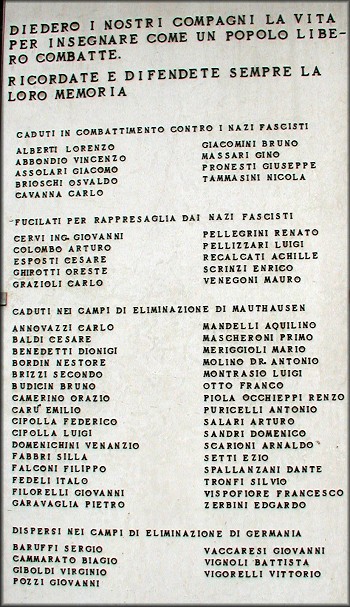 DIEDERO I NOSTRI COMPAGNI LA VITA
PER INSEGNARE COME UN POPOLO LIBE-
RO COMBATTE.
RICORDATE E DIFENDETE SEMPRE LA
LORO MEMORIA
CADUTI IN COMBATTIMENTO CONTRO I NAZI FASCISTI
ALBERTI LORENZO
ABBONDIO VINCENZO
ASSOLARI GIACOMO
BRIOSCHI OSVALDO
CAVANNA CARLO
GIACOMINI BRUNO
MASSARI GINO
PRONESTI GIUSEPPE
TAMMASINI NICOLA
FUCILATI PER RAPPRESAGLIA DAI NAZI FASCISTI
CERVI ING. GIOVANNI
COLOMBO ARTURO
ESPOSTI CESARE
GHIROTTI ORESTE
GRAZIOLI CARLO
PELLEGRINI RENATO
PELLIZZARI LUIGI
RECALCATI ACHILLE
SCRINZI ENRICO
VENEGONI MAURO
CADUTI NEI CAMPI DI ELIMINAZIONE DI MAUTHAUSEN
ANNOVAZZI CARLO
BALDI CESARE
BENEDETTI DIONIGI
BORDIN NESTORE
BRIZZI SECONDO
BUDICIN BRUNO
CAMERINO ORAZIO
CARU' EMILIO
CIPOLLA FEDERICO
CIPOLLA LUIGI
DOMENICHINI VENANZIO
FABBRI SILLA
FALCONI FILIPPO
FEDELI ITALO
FILORELLI GIOVANNI
GARAVAGLIA PIETRO
MANDELLI AQUILINO
MASCHERONI PRIMO
MERIGGIOLI MARIO
MOLINO DR. ANTONIO
MONTRASIO LUIGI
OTTO FRANCO
PIOLA OCCHIEPPI RENZO
PURICELLI ANTONIO
SALARI ARTURO
SANDRI DOMENICO
SCARIONI ARNALDO
SETTI EZIO
SPALLANZANI DANTE
TRONFI SILVIO
VISPOFIORE FRANCESCO
ZERBINI EDGARDO
DISPERSI NEI CAMPI DI ELIMINAZIONE DI GERMANIA
BARUFFI SERGIO
CAMMARATO BIAGIO
GIBOLDI VIRGINIO
POZZI GIOVANNI
VACCARESI GIOVANNI
VIGNOLI BATTISTA
VIGORELLI VITTORIO